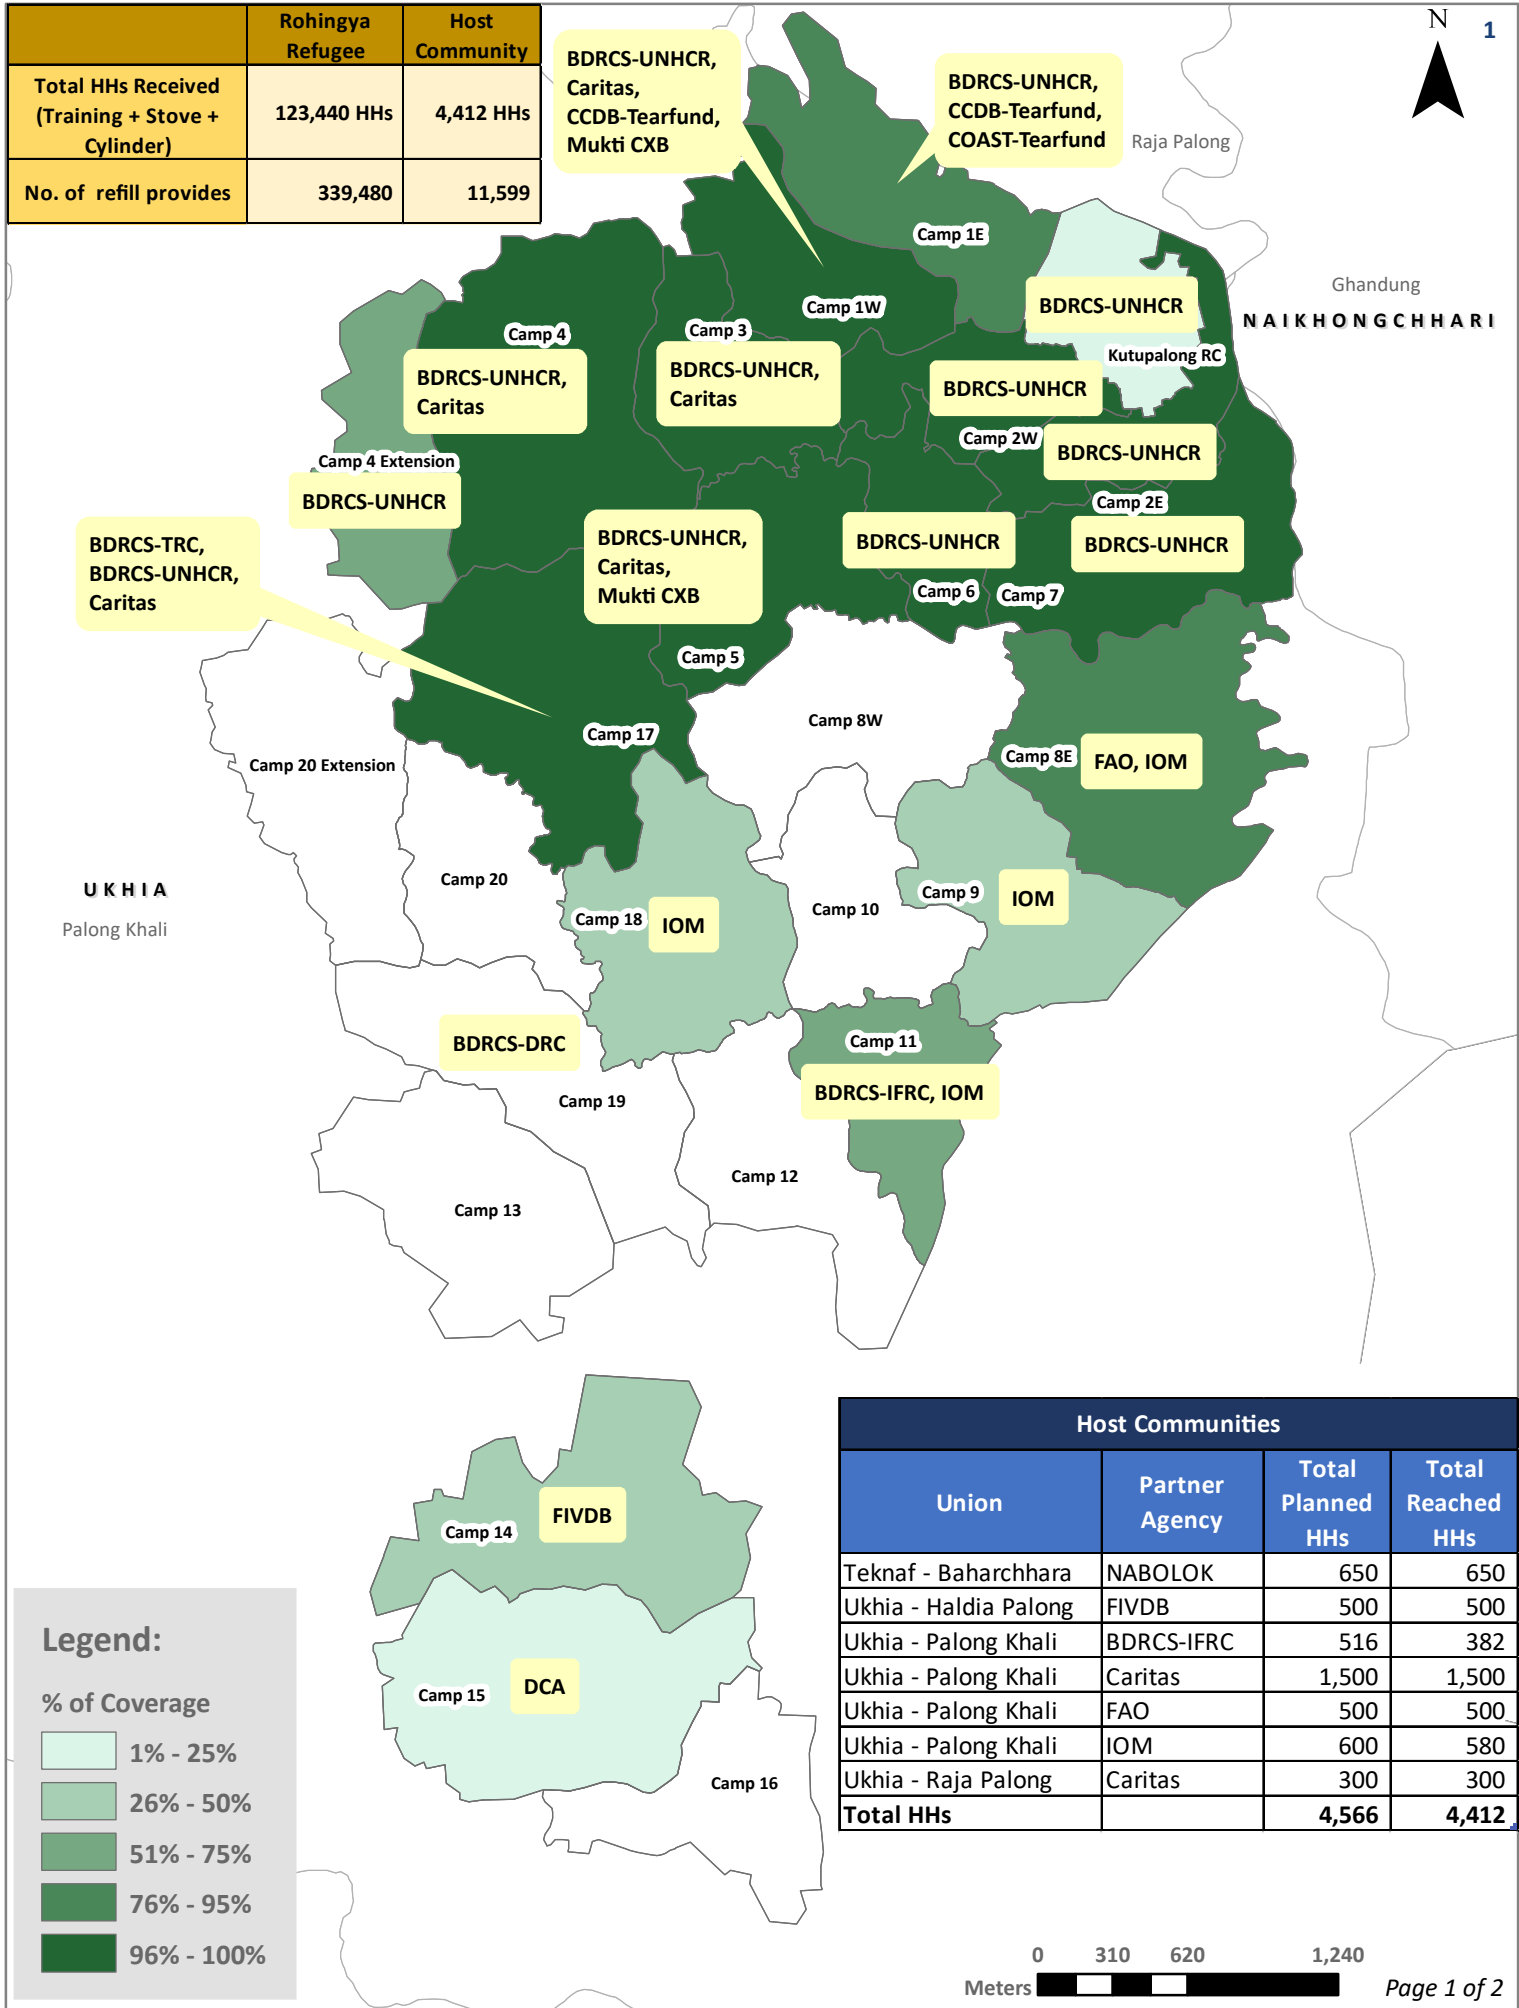 1
N
Rohingya Refugee | Host Community
Total HHs Received (Training + Stove + Cylinder) | 123,440 HHs | 4,412 HHs
No. of refill provides | 339,480 | 11,599
BDRCS-UNHCR,
Caritas,
CCDB-Tearfund,
Mukti CXB
BDRCS-UNHCR,
CCDB-Tearfund,
COAST-Tearfund
Raja Palong
Camp 1E
Ghandung
NAIKHONGCHHARI
BDRCS-UNHCR
Kutupalong RC
Camp 1W
Camp 3
BDRCS-UNHCR,
Caritas
Camp 4
BDRCS-UNHCR,
Caritas
BDRCS-UNHCR
Camp 2W
BDRCS-UNHCR
Camp 4 Extension
BDRCS-UNHCR
Camp 2E
BDRCS-UNHCR
BDRCS-UNHCR
Camp 6
Camp 7
BDRCS-UNHCR,
Caritas,
Mukti CXB
Camp 5
BDRCS-TRC,
BDRCS-UNHCR,
Caritas
Camp 17
Camp 8W
Camp 8E
FAO, IOM
Camp 20 Extension
Camp 20
UKHIA
Palong Khali
Camp 18
IOM
Camp 10
Camp 9
IOM
BDRCS-DRC
Camp 19
Camp 11
BDRCS-IFRC, IOM
Camp 12
Camp 13
FIVDB
Camp 14
DCA
Camp 15
Camp 16
Host Communities
Union | Partner Agency | Total Planned HHs | Total Reached HHs
Teknaf - Baharchhara | NABOLOK | 650 | 650
Ukhia - Haldia Palong | FIVDB | 500 | 500
Ukhia - Palong Khali | BDRCS-IFRC | 516 | 382
Ukhia - Palong Khali | Caritas | 1,500 | 1,500
Ukhia - Palong Khali | FAO | 500 | 500
Ukhia - Palong Khali | IOM | 600 | 580
Ukhia - Raja Palong | Caritas | 300 | 300
Total HHs | 4,566 | 4,412
Legend:
% of Coverage
1% - 25%
26% - 50%
51% - 75%
76% - 95%
96% - 100%
0 310 620 1,240
Meters
Page 1 of 2